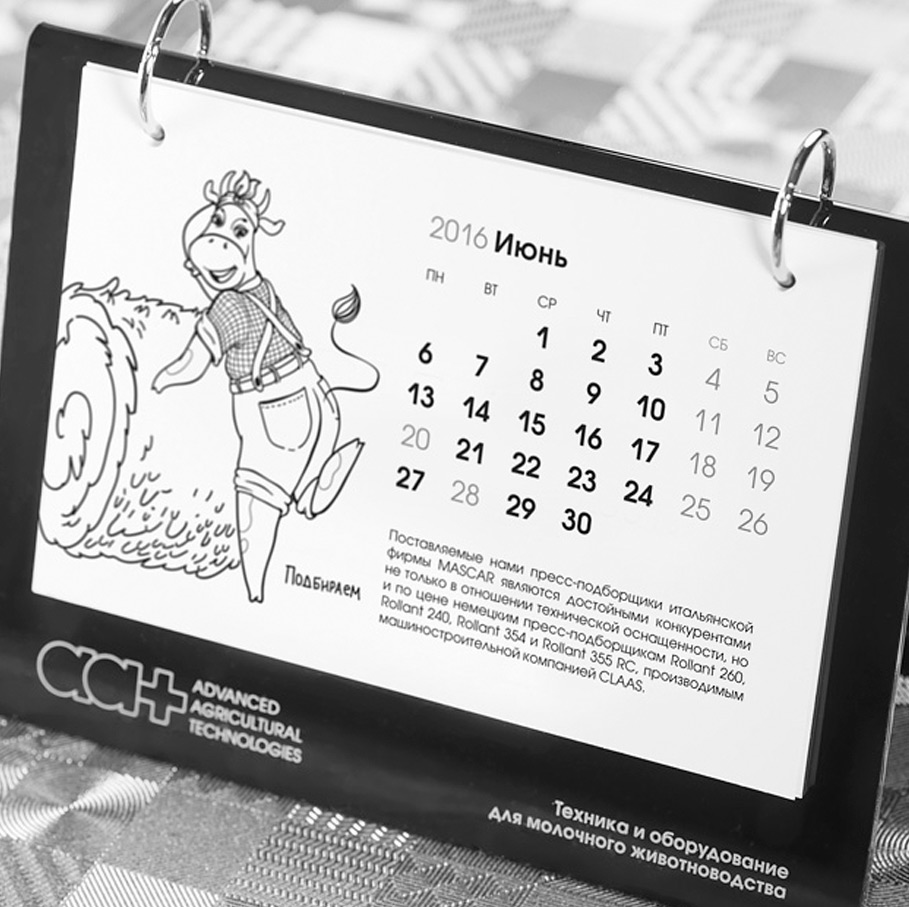 2016 Июнь
ПН ВТ СР ЧТ ПТ СБ ВС
1 2 3 4 5
6 7 8 9 10 11 12
13 14 15 16 17 18 19
20 21 22 23 24 25 26
27 28 29 30
Поставляемые нами пресс-подборщики итальянской
фирмы MASCAR являются достойными конкурентами
не только в отношении технической оснащенности, но
и по цене немецким пресс-подборщикам Rollant 260,
Rollant 240, Rollant 354 и Rollant 355 RC, производимым
машиностроительной компанией CLAAS.
Подбираем
aat
ADVANCED
AGRICULTURAL
TECHNOLOGIES
Техника и оборудование
для молочного животноводства